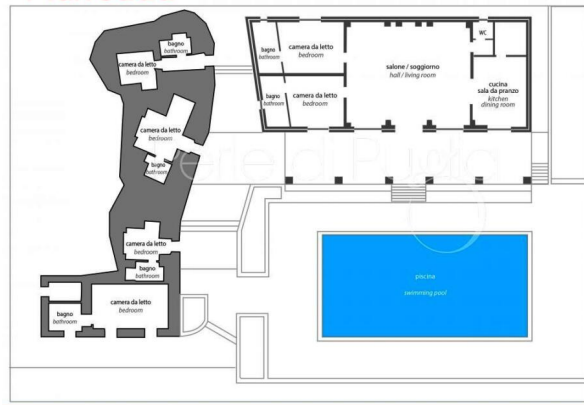 bagno
bathroom
camera da letto
bedroom
bagno
bathroom
camera da letto
bedroom
salone / soggiorno
hall / living room
WC
cucina
sala da pranzo
kitchen
dining room
bagno
bathroom
camera da letto
bedroom
camera da letto
bedroom
bagno
bathroom
camera da letto
bedroom
bagno
bathroom
piscina
swimming pool
bagno
bathroom
camera da letto
bedroom